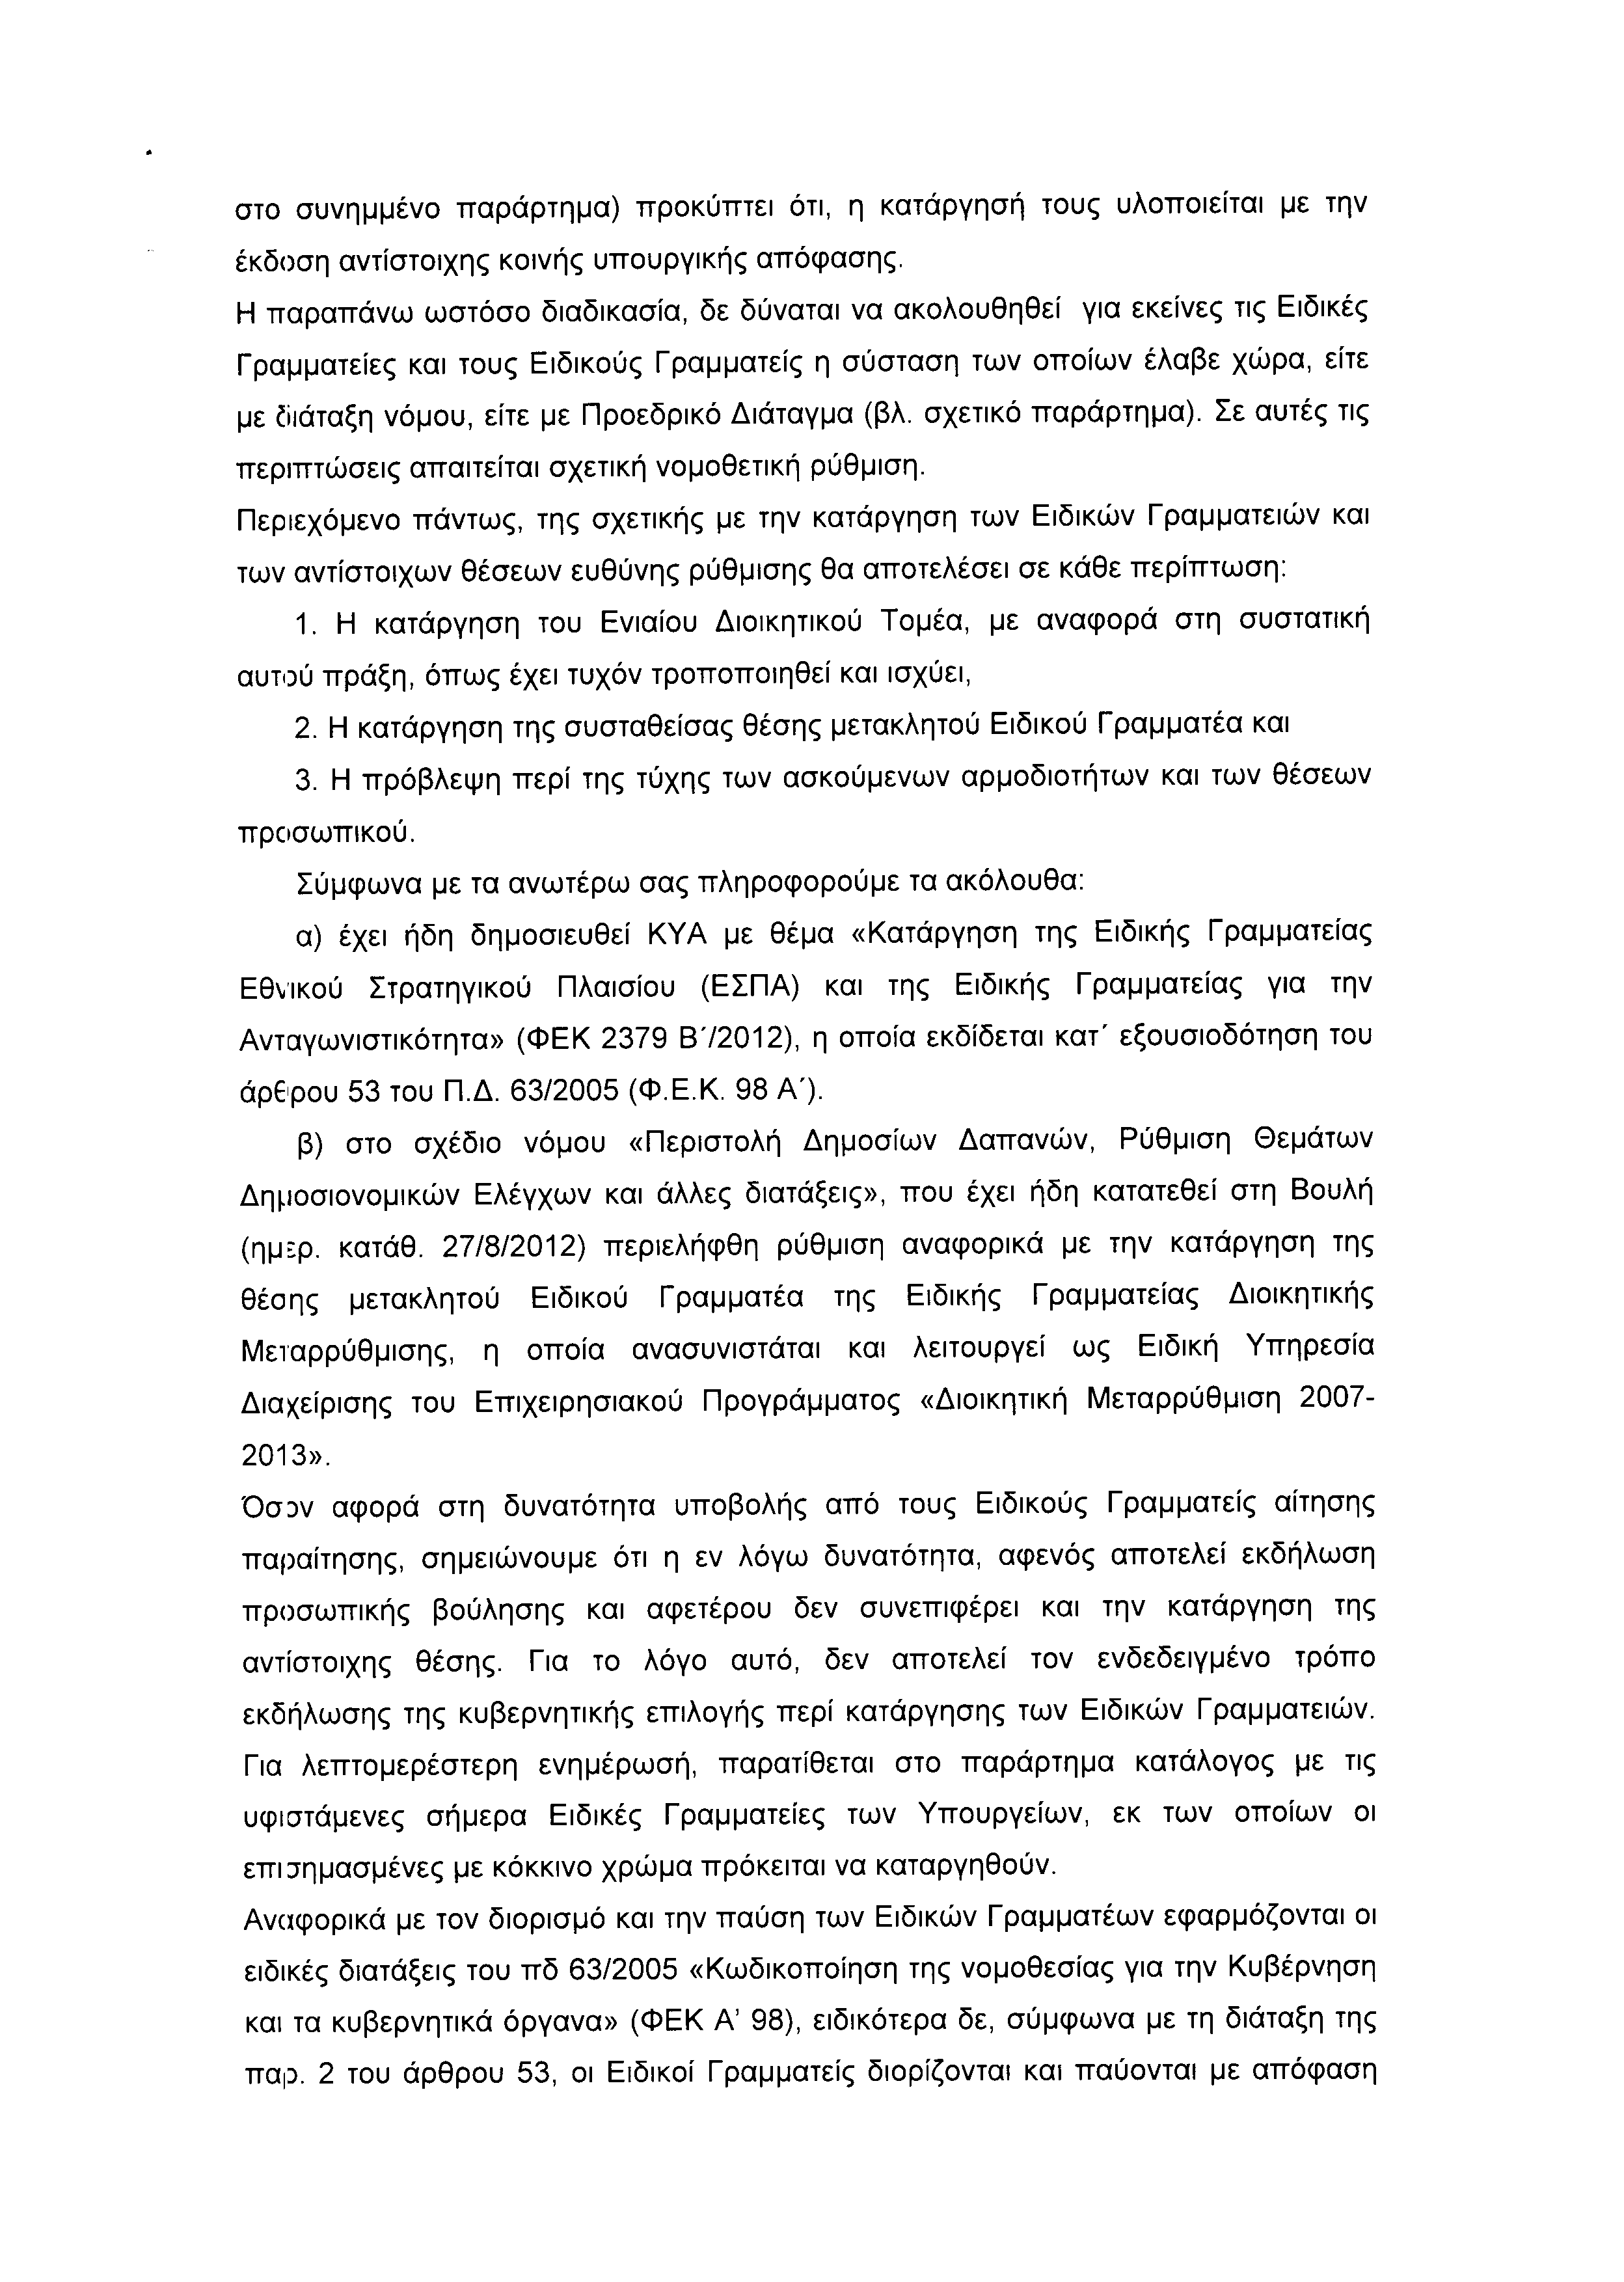 στο συνημμένο παράρτημα) προκύπτει ότι, η κατάργησή τους υλοποιείται με την
έκδοση αντίστοιχης κοινής υπουργικής απόφασης.
Η παραπάνω ωστόσο διαδικασία, δε δύναται να ακολουθηθεί για εκείνες τις Ειδικές
Γραμματείες και τους Ειδικούς Γραμματείς η σύσταση των οποίων έλαβε χώρα, είτε
με διάταξη νόμου, είτε με Προεδρικό Διάταγμα (βλ. σχετικό παράρτημα). Σε αυτές τις
περιπτώσεις απαιτείται σχετική νομοθετική ρύθμιση.
Περιεχόμενο πάντως, της σχετικής με την κατάργηση των Ειδικών Γραμματειών και
των αντίστοιχων θέσεων ευθύνης ρύθμισης θα αποτελέσει σε κάθε περίπτωση:
1. Η κατάργηση του Ενιαίου Διοικητικού Τομέα, με αναφορά στη συστατική
αυτού πράξη, όπως έχει τυχόν τροποποιηθεί και ισχύει,
2. Η κατάργηση της συσταθείσας θέσης μετακλητού Ειδικού Γραμματέα και
3. Η πρόβλεψη περί της τύχης των ασκούμενων αρμοδιοτήτων και των θέσεων
προσωπικού.
Σύμφωνα με τα ανωτέρω σας πληροφορούμε τα ακόλουθα:
α) έχει ήδη δημοσιευθεί ΚΥΑ με θέμα «Κατάργηση της Ειδικής Γραμματείας
Εθνικού Στρατηγικού Πλαισίου (ΕΣΠΑ) και της Ειδικής Γραμματείας για την
Ανταγωνιστικότητα» (ΦΕΚ 2379 Β΄/2012), η οποία εκδίδεται κατ΄ εξουσιοδότηση του
άρθρου 53 του Π.Δ. 63/2005 (Φ.Ε.Κ. 98 Α΄).
β) στο σχέδιο νόμου «Περιστολή Δημοσίων Δαπανών, Ρύθμιση Θεμάτων
Δημοσιονομικών Ελέγχων και άλλες διατάξεις», που έχει ήδη κατατεθεί στη Βουλή
(ημερ. κατάθ. 27/8/2012) περιελήφθη ρύθμιση αναφορικά με την κατάργηση της
θέσης μετακλητού Ειδικού Γραμματέα της Ειδικής Γραμματείας Διοικητικής
Μεταρρύθμισης, η οποία ανασυνιστάται και λειτουργεί ως Ειδική Υπηρεσία
Διαχείρισης του Επιχειρησιακού Προγράμματος «Διοικητική Μεταρρύθμιση 2007-
2013».
Όσον αφορά στη δυνατότητα υποβολής από τους Ειδικούς Γραμματείς αίτησης
παραίτησης, σημειώνουμε ότι η εν λόγω δυνατότητα, αφενός αποτελεί εκδήλωση
προσωπικής βούλησης και αφετέρου δεν συνεπιφέρει και την κατάργηση της
αντίστοιχης θέσης. Για το λόγο αυτό, δεν αποτελεί τον ενδεδειγμένο τρόπο
εκδήλωσης της κυβερνητικής επιλογής περί κατάργησης των Ειδικών Γραμματειών.
Για λεπτομερέστερη ενημέρωσή, παρατίθεται στο παράρτημα κατάλογος με τις
υφιστάμενες σήμερα Ειδικές Γραμματείες των Υπουργείων, εκ των οποίων οι
επισημασμένες με κόκκινο χρώμα πρόκειται να καταργηθούν.
Αναφορικά με τον διορισμό και την παύση των Ειδικών Γραμματέων εφαρμόζονται οι
ειδικές διατάξεις του πδ 63/2005 «Κωδικοποίηση της νομοθεσίας για την Κυβέρνηση
και τα κυβερνητικά όργανα» (ΦΕΚ Α’ 98), ειδικότερα δε, σύμφωνα με τη διάταξη της
παρ. 2 του άρθρου 53, οι Ειδικοί Γραμματείς διορίζονται και παύονται με απόφαση